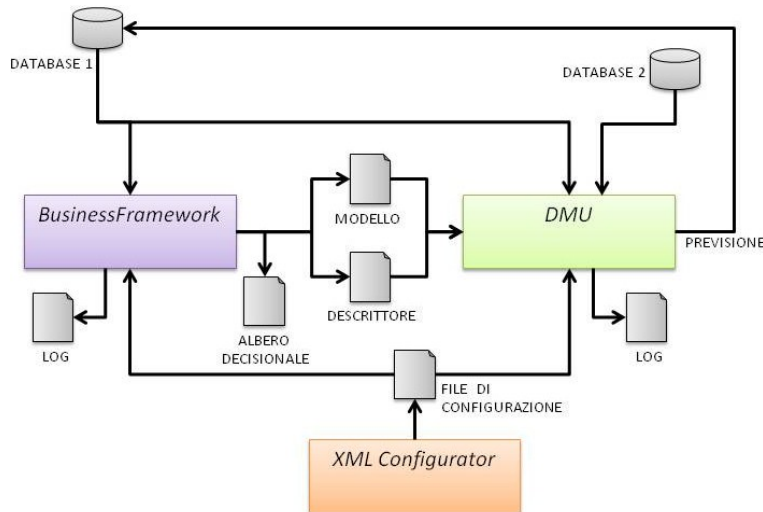 DATABASE 1
DATABASE 2
BusinessFramework
MODELLO
DMU
PREVISIONE
DESCRITTORE
LOG
ALBERO
DECISIONALE
LOG
FILE DI
CONFIGURAZIONE
XML Configurator